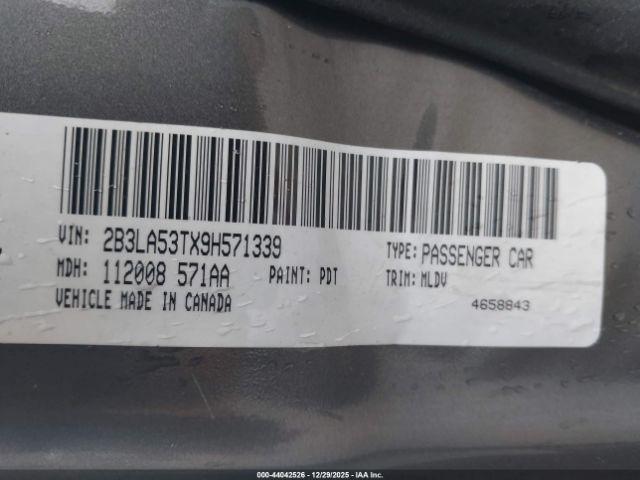 VIN: 2B3LA53TX9H571339
TYPE: PASSENGER CAR
MDH: 112008 571AA
PAINT: PDT
TRIM: MLDV
VEHICLE MADE IN CANADA
4658843
000-44042526 - 12/29/2025 - IAA Inc.